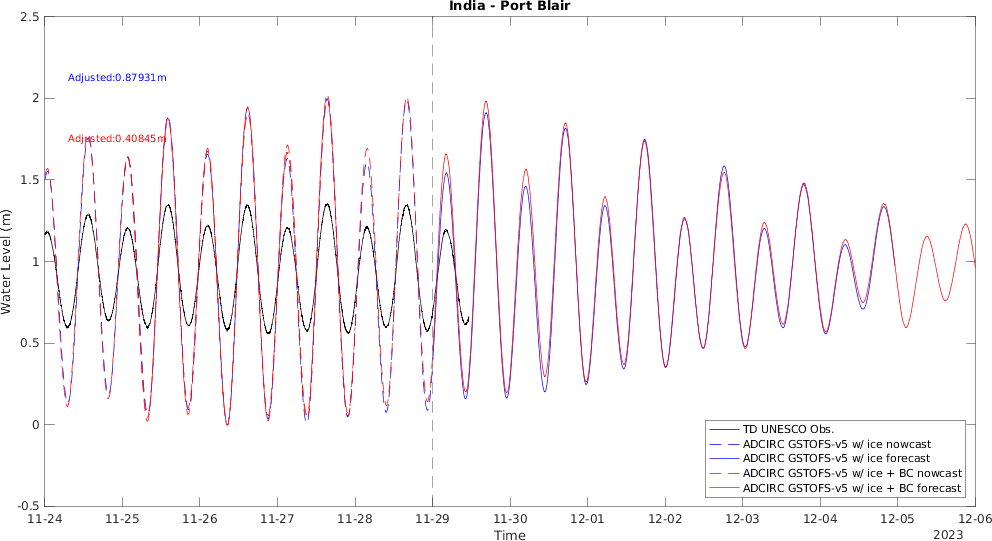 India - Port Blair
2.5
2
1.5
1
0.5
0
-0.5
Water Level (m)
Adjusted:0.87931m
Adjusted:0.40845m
TD UNESCO Obs.
ADCIRC GSTOFS-v5 w/ ice nowcast
ADCIRC GSTOFS-v5 w/ ice forecast
ADCIRC GSTOFS-v5 w/ ice + BC nowcast
ADCIRC GSTOFS-v5 w/ ice + BC forecast
11-24 11-25 11-26 11-27 11-28 11-29 11-30 12-01 12-02 12-03 12-04 12-05 12-06
Time
2023